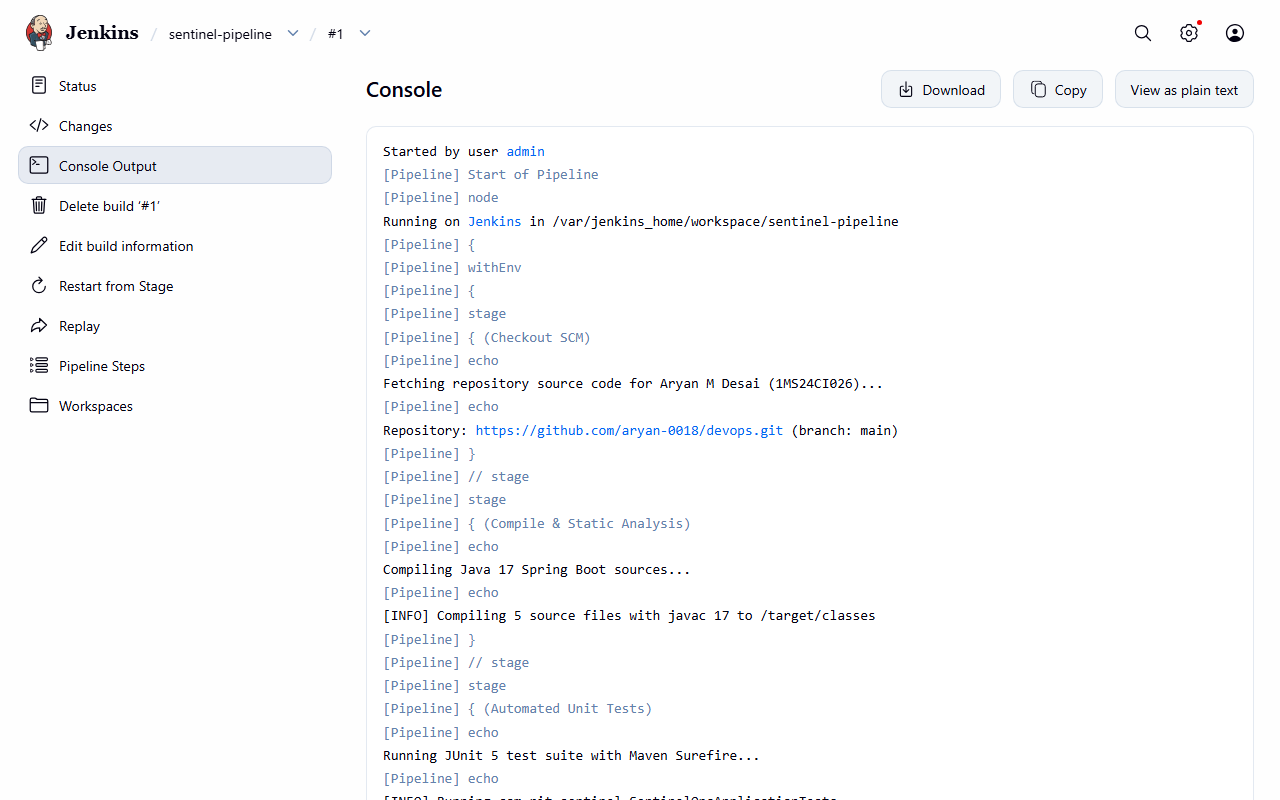 Jenkins / sentinel-pipeline / #1
Status
Changes
Console Output
Delete build ‘#1’
Edit build information
Restart from Stage
Replay
Pipeline Steps
Workspaces
Console
Download
Copy
View as plain text
Started by user admin
[Pipeline] Start of Pipeline
[Pipeline] node
Running on Jenkins in /var/jenkins_home/workspace/sentinel-pipeline
[Pipeline] {
[Pipeline] withEnv
[Pipeline] {
[Pipeline] stage
[Pipeline] { (Checkout SCM)
[Pipeline] echo
Fetching repository source code for Aryan M Desai (1MS24CI026)...
[Pipeline] echo
Repository: https://github.com/aryan-0018/devops.git (branch: main)
[Pipeline] }
[Pipeline] // stage
[Pipeline] stage
[Pipeline] { (Compile & Static Analysis)
[Pipeline] echo
Compiling Java 17 Spring Boot sources...
[Pipeline] echo
[INFO] Compiling 5 source files with javac 17 to /target/classes
[Pipeline] }
[Pipeline] // stage
[Pipeline] stage
[Pipeline] { (Automated Unit Tests)
[Pipeline] echo
Running JUnit 5 test suite with Maven Surefire...
[Pipeline] echo
[INFO] Running